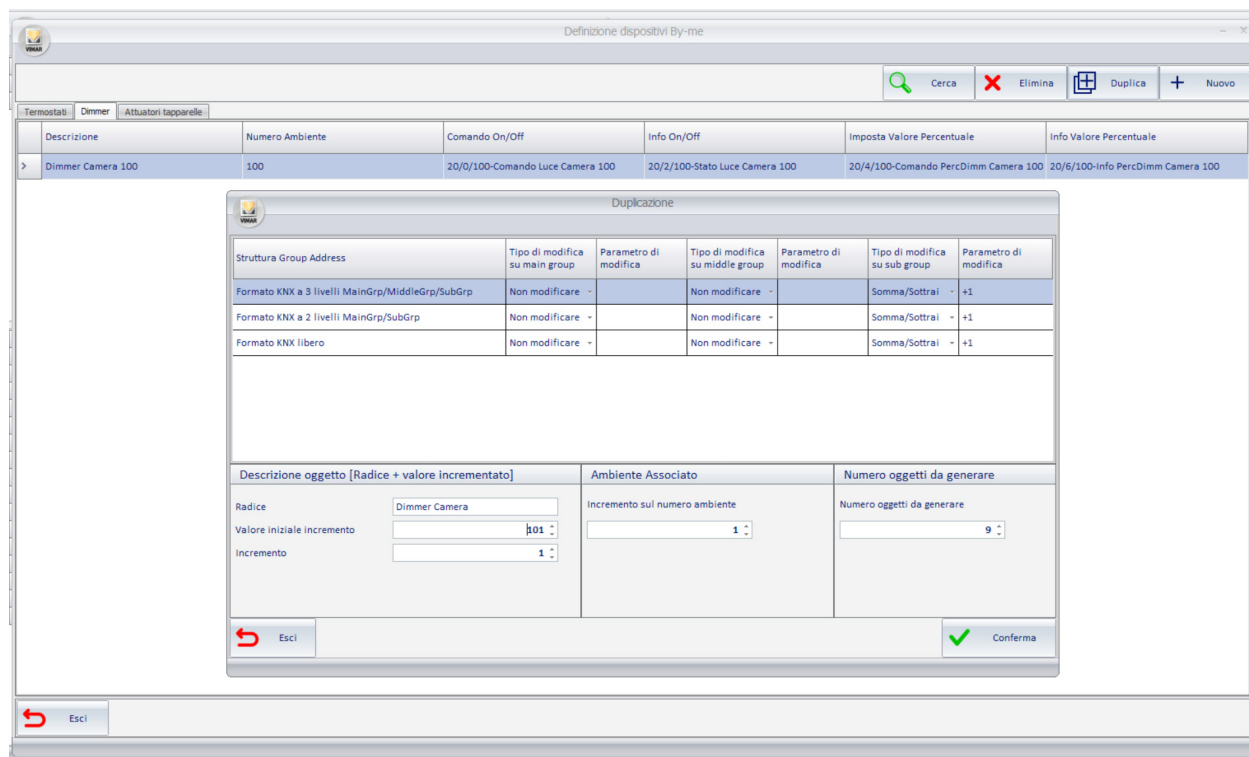 Definizione dispositivi By-me
VIMAR
Cerca Elimina Duplica Nuovo
Termostati Dimmer Attuatori tapparelle
Descrizione Numero Ambiente Comando On/Off Info On/Off Imposta Valore Percentuale Info Valore Percentuale
> Dimmer Camera 100 100 20/0/100-Comando Luce Camera 100 20/2/100-Stato Luce Camera 100 20/4/100-Comando PercDimm Camera 100 20/6/100-Info PercDimm Camera 100
Duplicazione
VIMAR
Struttura Group Address Tipo di modifica su main group Parametro di modifica Tipo di modifica su middle group Parametro di modifica Tipo di modifica su sub group Parametro di modifica
Formato KNX a 3 livelli MainGrp/MiddleGrp/SubGrp Non modificare Non modificare Somma/Sottrai +1
Formato KNX a 2 livelli MainGrp/SubGrp Non modificare Non modificare Somma/Sottrai +1
Formato KNX libero Non modificare Non modificare Somma/Sottrai +1
Descrizione oggetto [Radice + valore incrementato] Ambiente Associato Numero oggetti da generare
Radice Dimmer Camera Incremento sul numero ambiente Numero oggetti da generare
Valore iniziale incremento 101 1 9
Incremento 1
Esci Conferma
Esci